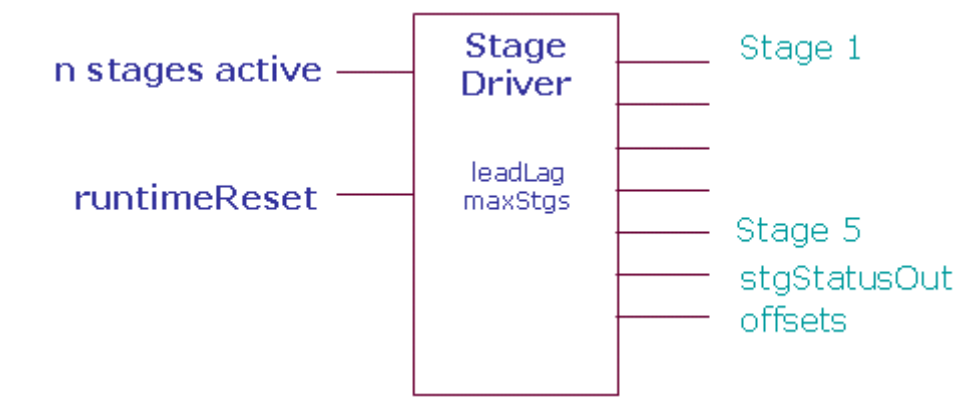 Stage
Driver
n stages active
runtimeReset
leadLag
maxStgs
Stage 1
Stage 5
stgStatusOut
offsets